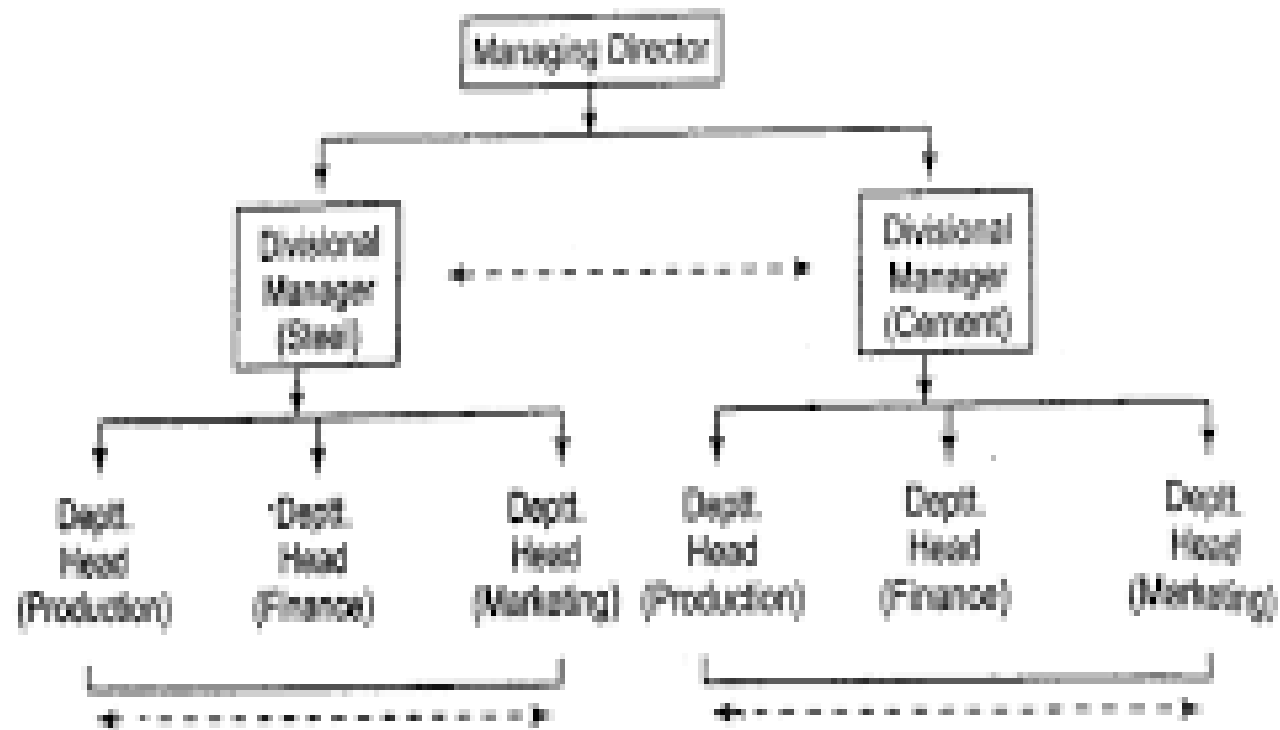 Managing Director
Divisional
Manager
(Steel)
Divisional
Manager
(Cement)
Deptt.
Head
(Production)
Deptt.
Head
(Finance)
Deptt.
Head
(Marketing)
Deptt.
Head
(Production)
Deptt.
Head
(Finance)
Deptt.
Head
(Marketing)